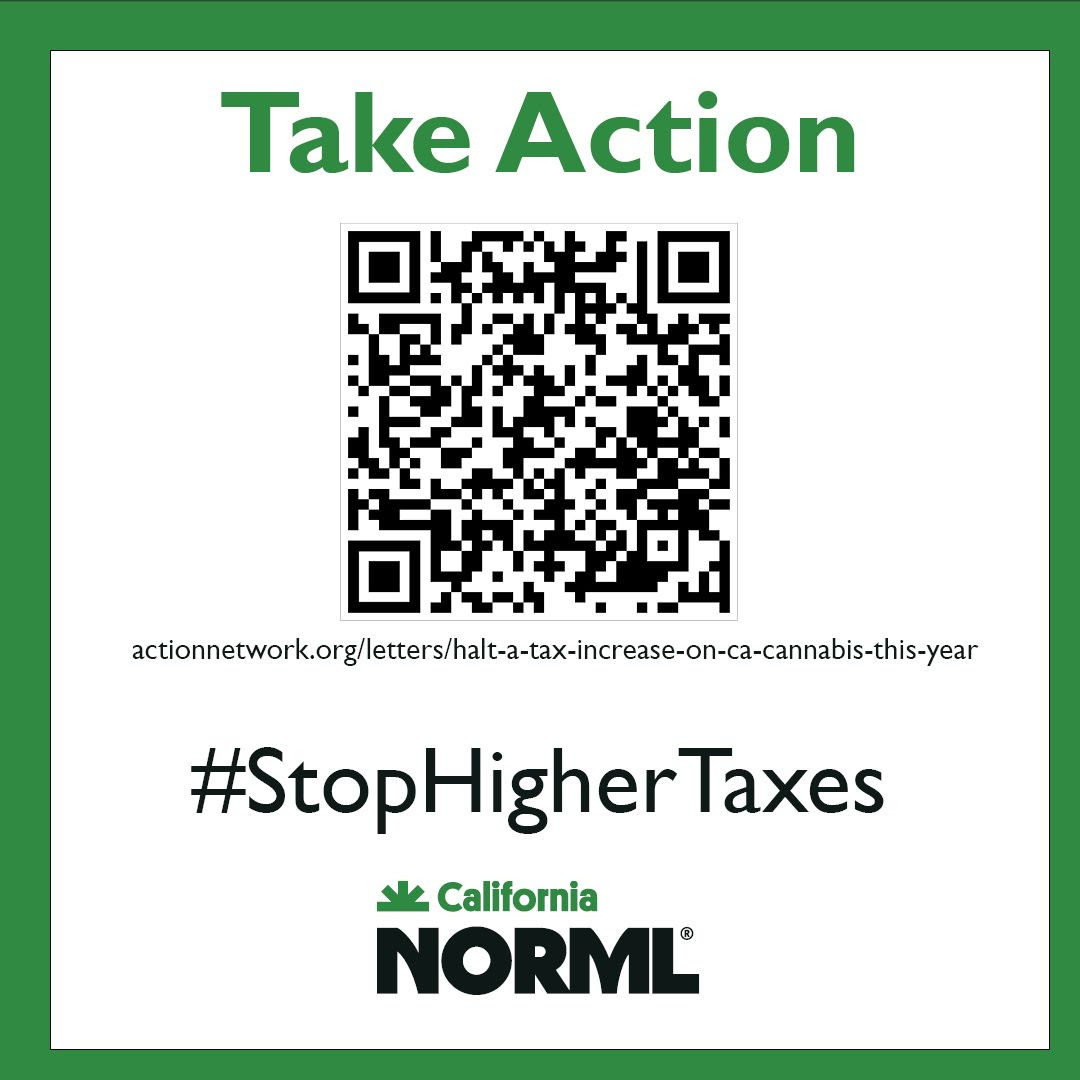 Take Action
actionnetwork.org/letters/halt-a-tax-increase-on-ca-cannabis-this-year
#StopHigherTaxes
California
NORML®